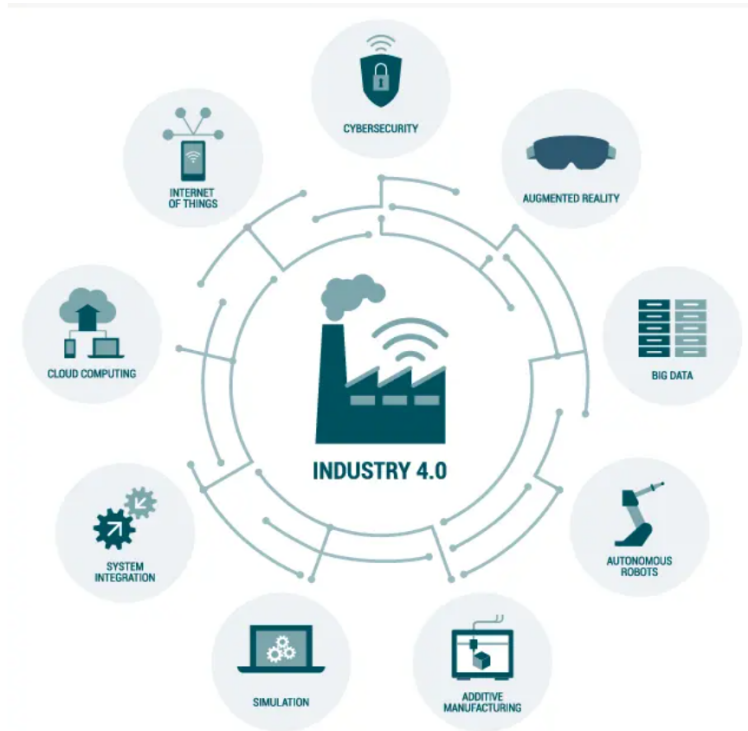 CYBERSECURITY
AUGMENTED REALITY
BIG DATA
AUTONOMOUS
ROBOTS
ADDITIVE
MANUFACTURING
SIMULATION
SYSTEM
INTEGRATION
CLOUD COMPUTING
INTERNET
OF THINGS
INDUSTRY 4.0